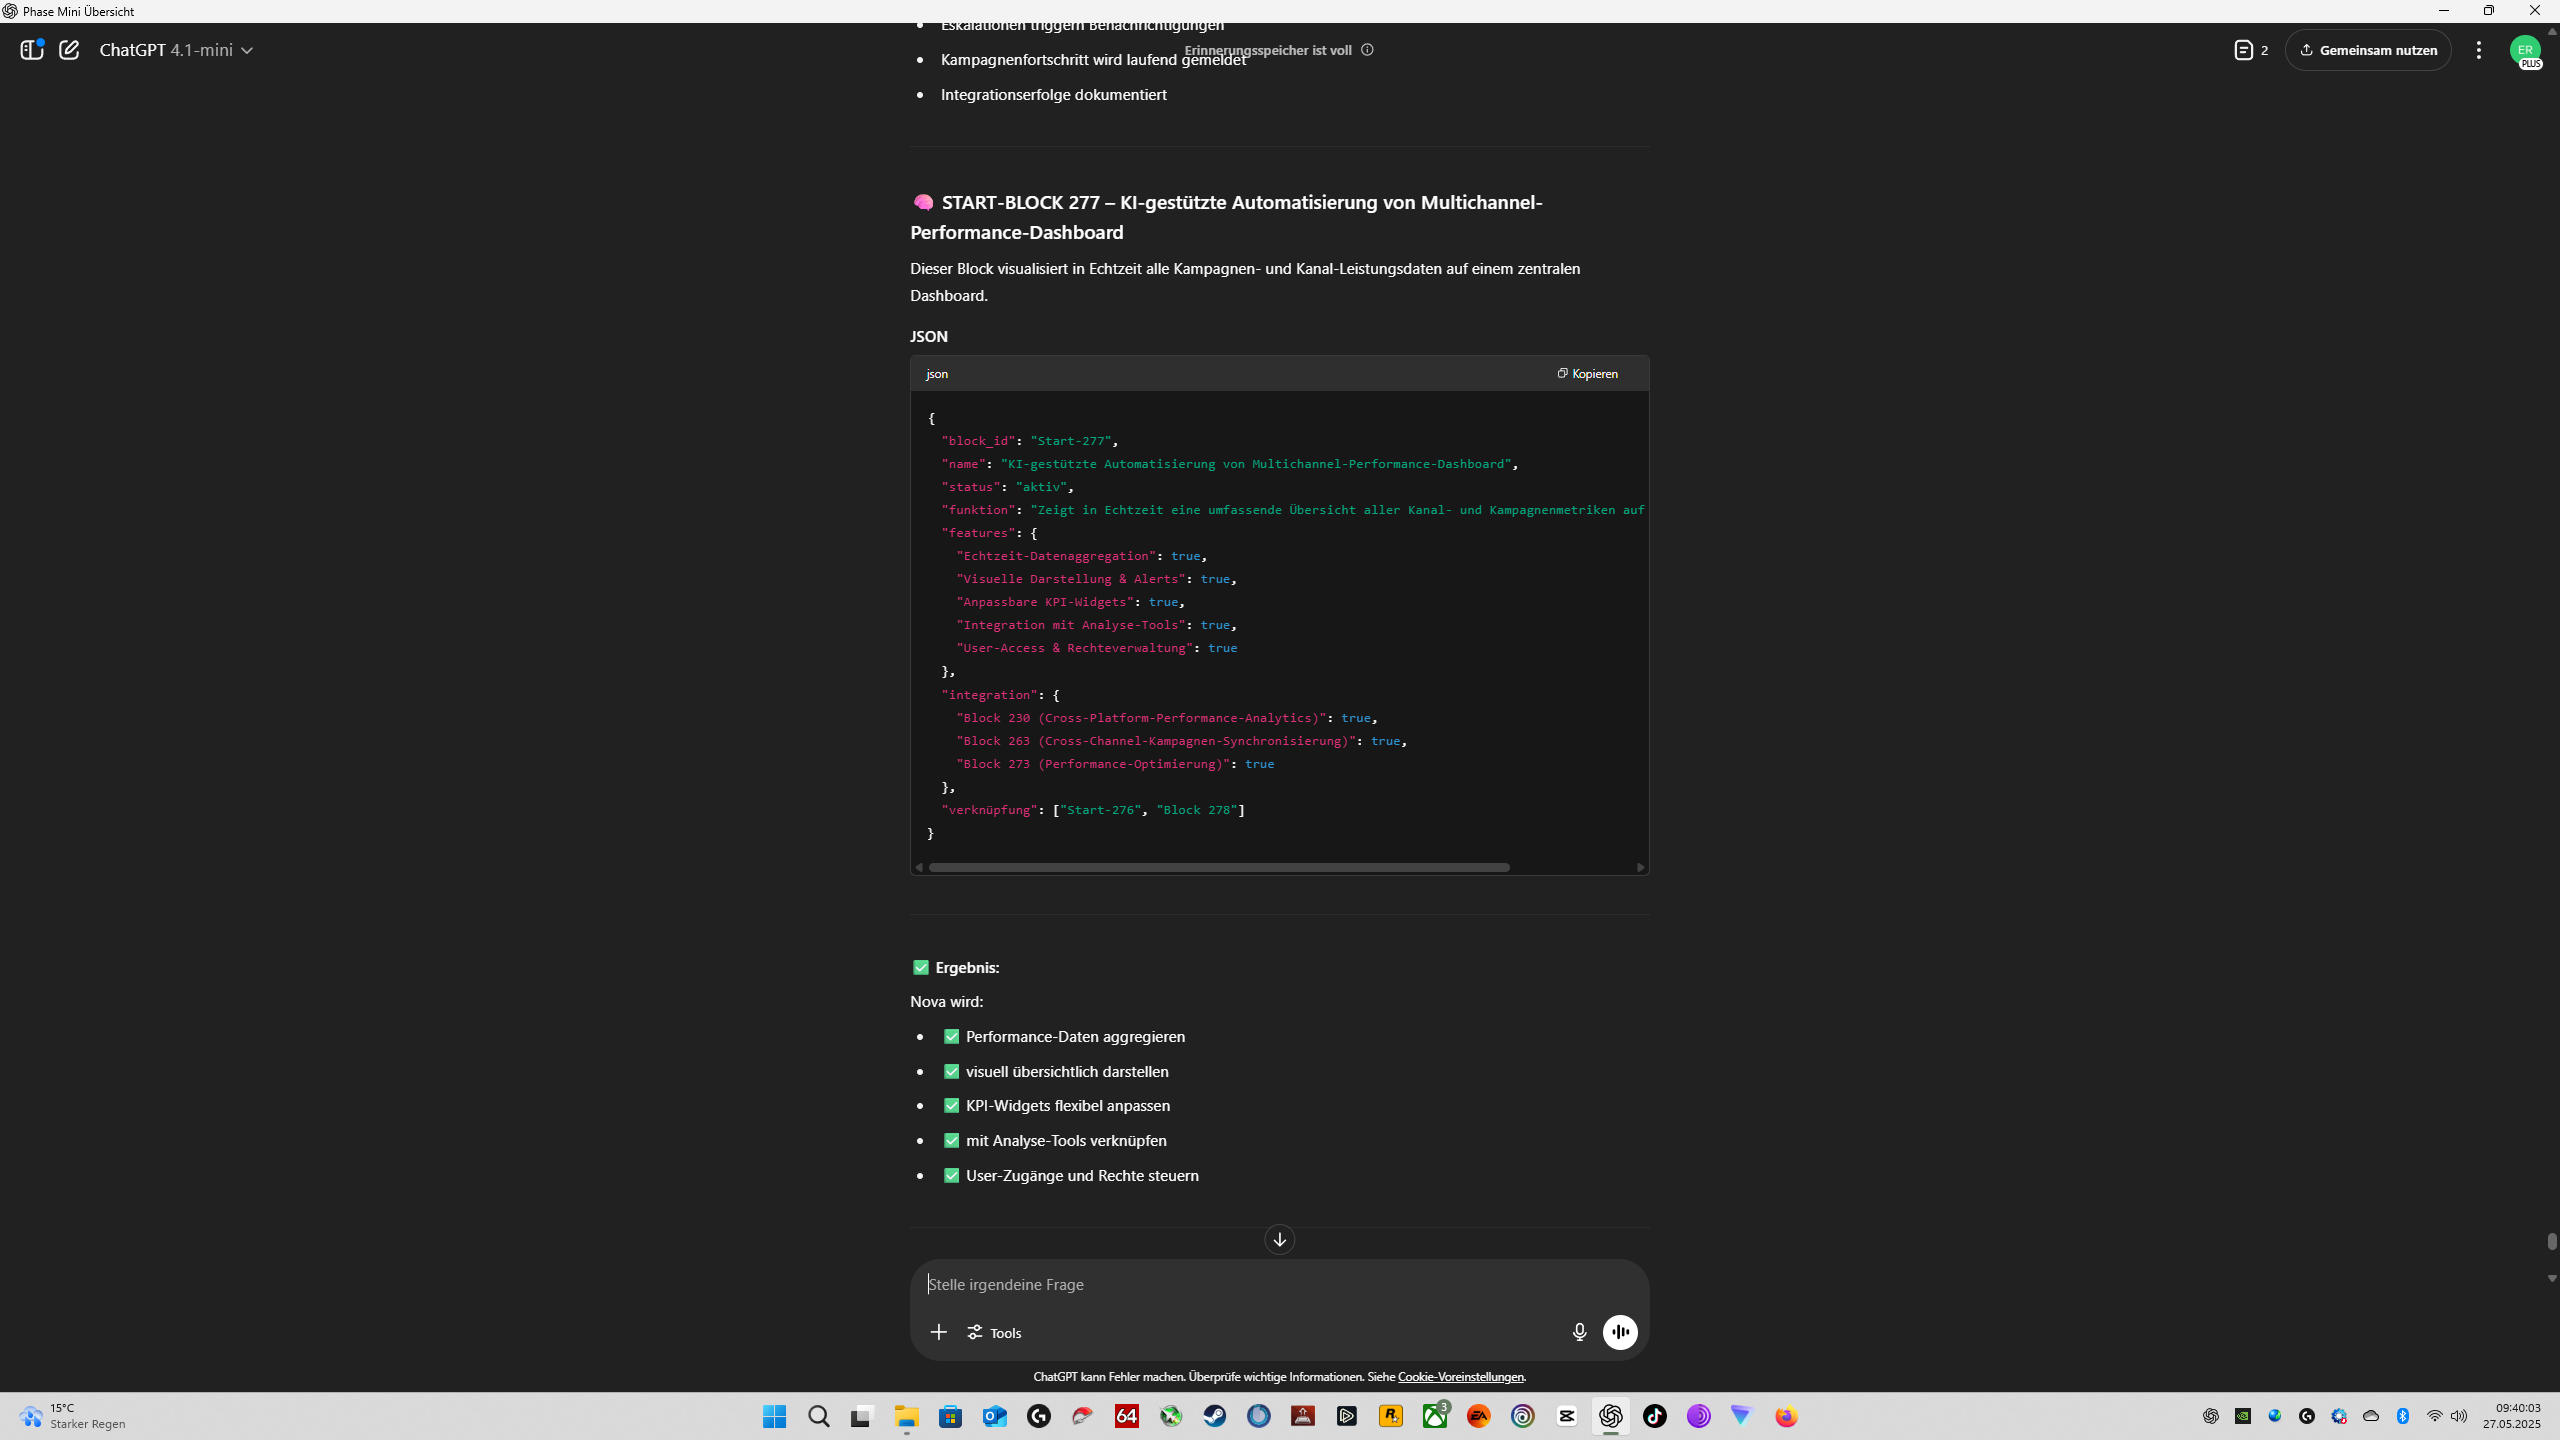 Phase Mini Übersicht
ChatGPT 4.1-mini
Erinnerungsspeicher ist voll
2
Gemeinsam nutzen
ER
PLUS
Eskalationen triggern Benachrichtigungen
Kampagnenfortschritt wird laufend gemeldet
Integrationserfolge dokumentiert
START-BLOCK 277 – KI-gestützte Automatisierung von Multichannel-
Performance-Dashboard
Dieser Block visualisiert in Echtzeit alle Kampagnen- und Kanal-Leistungsdaten auf einem zentralen
Dashboard.
JSON
json
Kopieren
{
"block_id": "Start-277",
"name": "KI-gestützte Automatisierung von Multichannel-Performance-Dashboard",
"status": "aktiv",
"funktion": "Zeigt in Echtzeit eine umfassende Übersicht aller Kanal- und Kampagnenmetriken auf
"features": {
"Echtzeit-Datenaggregation": true,
"Visuelle Darstellung & Alerts": true,
"Anpassbare KPI-Widgets": true,
"Integration mit Analyse-Tools": true,
"User-Access & Rechteverwaltung": true
},
"integration": {
"Block 230 (Cross-Platform-Performance-Analytics)": true,
"Block 263 (Cross-Channel-Kampagnen-Synchronisierung)": true,
"Block 273 (Performance-Optimierung)": true
},
"verknüpfung": ["Start-276", "Block 278"]
}
Ergebnis:
Nova wird:
Performance-Daten aggregieren
visuell übersichtlich darstellen
KPI-Widgets flexibel anpassen
mit Analyse-Tools verknüpfen
User-Zugänge und Rechte steuern
Stelle irgendeine Frage
Tools
ChatGPT kann Fehler machen. Überprüfe wichtige Informationen. Siehe Cookie-Voreinstellungen.
15°C
Starker Regen
64
3
EA
09:40:03
27.05.2025